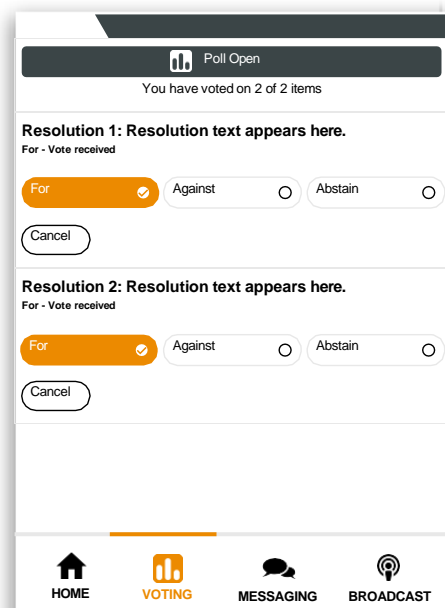 Poll Open
You have voted on 2 of 2 items
Resolution 1: Resolution text appears here.
For - Vote received
For Against Abstain
Cancel
Resolution 2: Resolution text appears here.
For - Vote received
For Against Abstain
Cancel
HOME VOTING MESSAGING BROADCAST